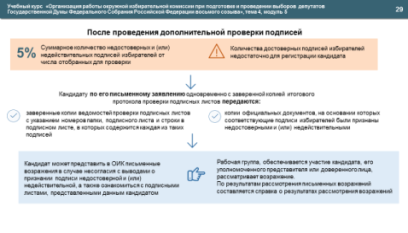 Учебный курс «Организация работы окружной избирательной комиссии при подготовке и проведении выборов депутатов
Государственной Думы Федерального Собрания Российской Федерации восьмого созыва», тема 4, модуль 3
29
После проведения дополнительной проверки подписей
5%
Суммарное количество недостоверных и (или)
недействительных подписей избирателей от
числа отобранных для проверки
Количества достоверных подписей избирателей
недостаточно для регистрации кандидата
Кандидату по его письменному заявлению одновременно с заверенной копией итогового
протокола проверки подписных листов передаются:
заверенные копии ведомостей проверки подписных листов
с указанием номеров папки, подписного листа и строки в
подписном листе, в которых содержится каждая из таких
подписей
копии официальных документов, на основании которых
соответствующие подписи избирателей были признаны
недостоверными и (или) недействительными
Кандидат может представить в ОИК письменные
возражения в случае несогласия с выводами о
признании подписи недостоверной и (или)
недействительной, а также ознакомиться с подписными
листами, представленными данным кандидатом
Рабочая группа, обеспечивается участие кандидата, его
уполномоченного представителя или доверенного лица,
рассматривает возражение.
По результатам рассмотрения письменных возражений
составляется справка о результатах рассмотрений